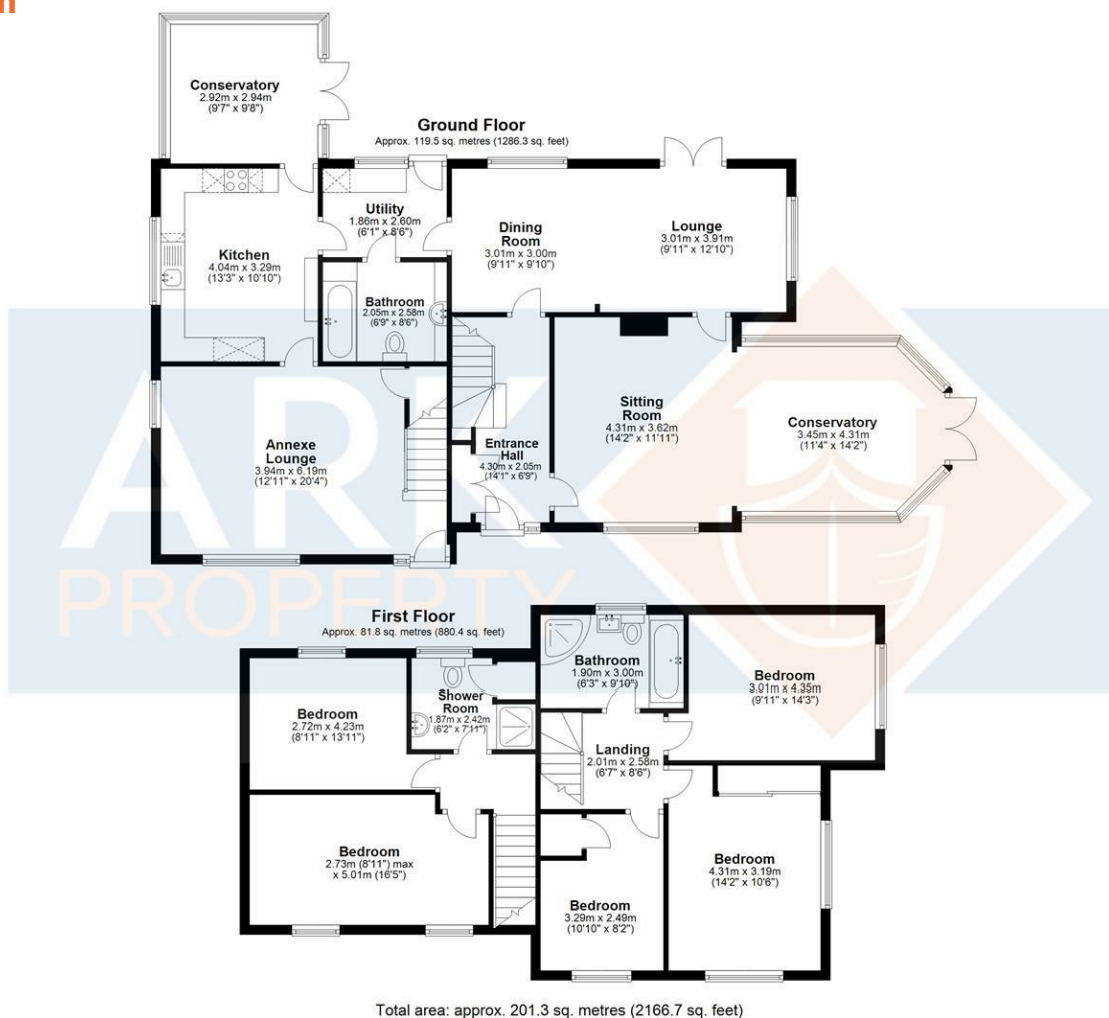 n
Conservatory
2.92m x 2.94m
(9'7" x 9'8")
Ground Floor
Approx. 119.5 sq. metres (1286.3 sq. feet)
Utility
1.86m x 2.60m
(6'1" x 8'6")
Dining
Room
3.01m x 3.00m
(9'11" x 9'10")
Lounge
3.01m x 3.91m
(9'11" x 12'10")
Kitchen
4.04m x 3.29m
(13'3" x 10'10")
Bathroom
2.05m x 2.58m
(6'9" x 8'6")
Annexe
Lounge
3.94m x 6.19m
(12'11" x 20'4")
Entrance
Hall
4.30m x 2.05m
(14'1" x 6'9")
Sitting
Room
4.31m x 3.62m
(14'2" x 11'11")
Conservatory
3.45m x 4.31m
(11'4" x 14'2")
ARK
PROPERTY
First Floor
Approx. 81.8 sq. metres (880.4 sq. feet)
Bedroom
2.72m x 4.23m
(8'11" x 13'11")
Shower
Room
1.87m x 2.42m
(6'2" x 7'11")
Bathroom
1.90m x 3.00m
(6'3" x 9'10")
Bedroom
3.01m x 4.35m
(9'11" x 14'3")
Landing
2.01m x 2.58m
(6'7" x 8'6")
Bedroom
2.73m (8'11") max
x 5.01m (16'5")
Bedroom
3.29m x 2.49m
(10'10" x 8'2")
Bedroom
4.31m x 3.19m
(14'2" x 10'6")
Total area: approx. 201.3 sq. metres (2166.7 sq. feet)